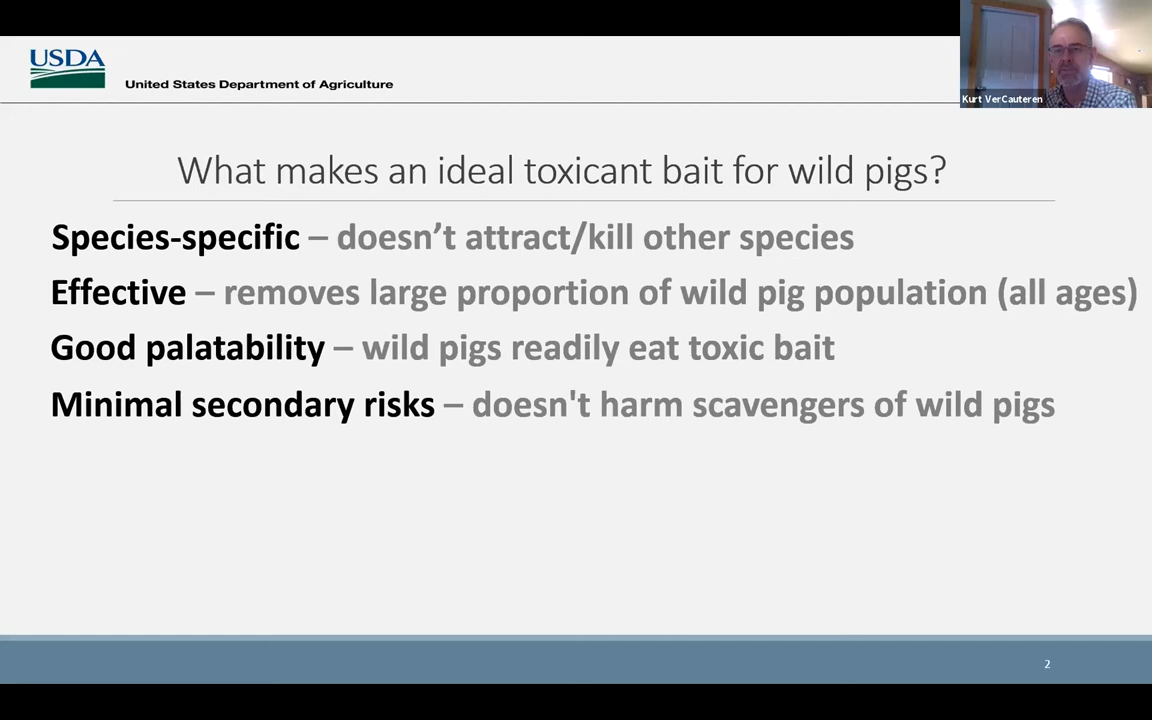 USDA
United States Department of Agriculture
Kurt VerCauteren
What makes an ideal toxicant bait for wild pigs?
Species-specific – doesn’t attract/kill other species
Effective – removes large proportion of wild pig population (all ages)
Good palatability – wild pigs readily eat toxic bait
Minimal secondary risks – doesn't harm scavengers of wild pigs
2